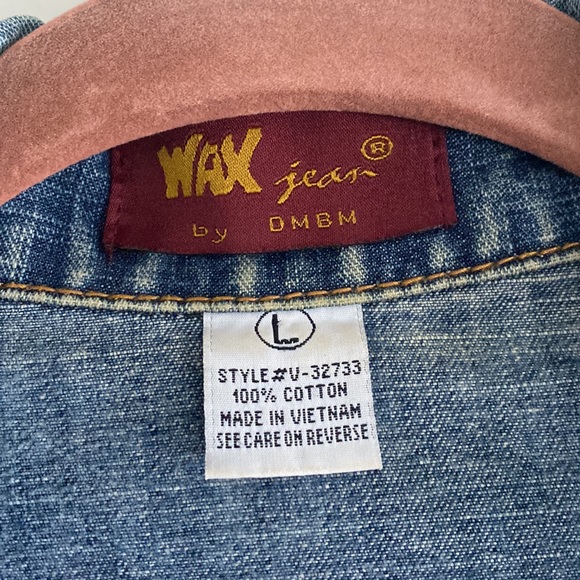 WAX jean®
by DMBM
L
STYLE#V-32733
100% COTTON
MADE IN VIETNAM
SEE CARE ON REVERSE